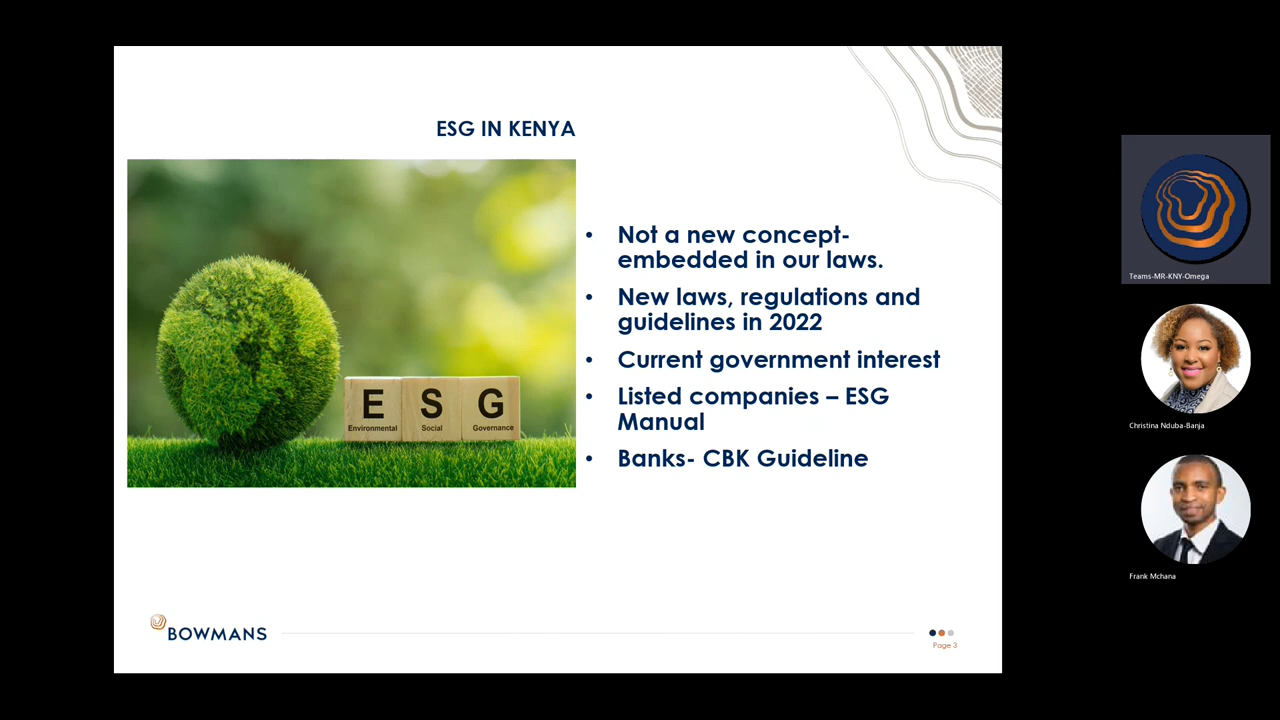 ESG IN KENYA
E S G
Environmental Social Governance
• Not a new concept-
embedded in our laws.
• New laws, regulations and
guidelines in 2022
• Current government interest
• Listed companies – ESG
Manual
• Banks- CBK Guideline
BOWMANS
Page 3
Teams-MR-KNY-Omega
Christina Nduba-Banja
Frank Mchana